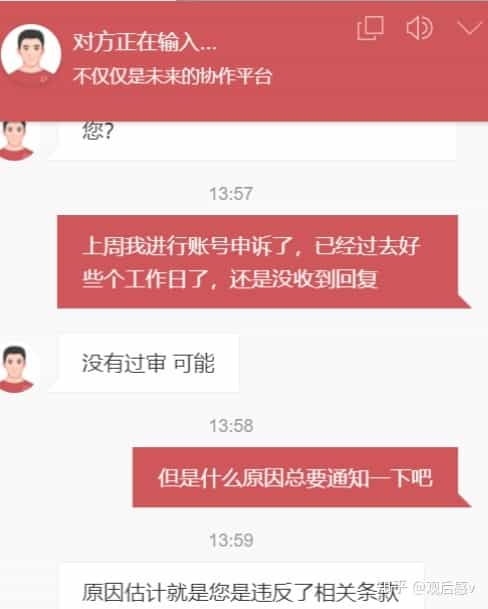 对方正在输入...
不仅仅是未来的协作平台
您?
13:57
上周我进行账号申诉了，已经过去好
些个工作日了，还是没收到回复
没有过审 可能
13:58
但是什么原因总要通知一下吧
13:59
原因估计就是您是违反了相关条款
知乎 @观后感v